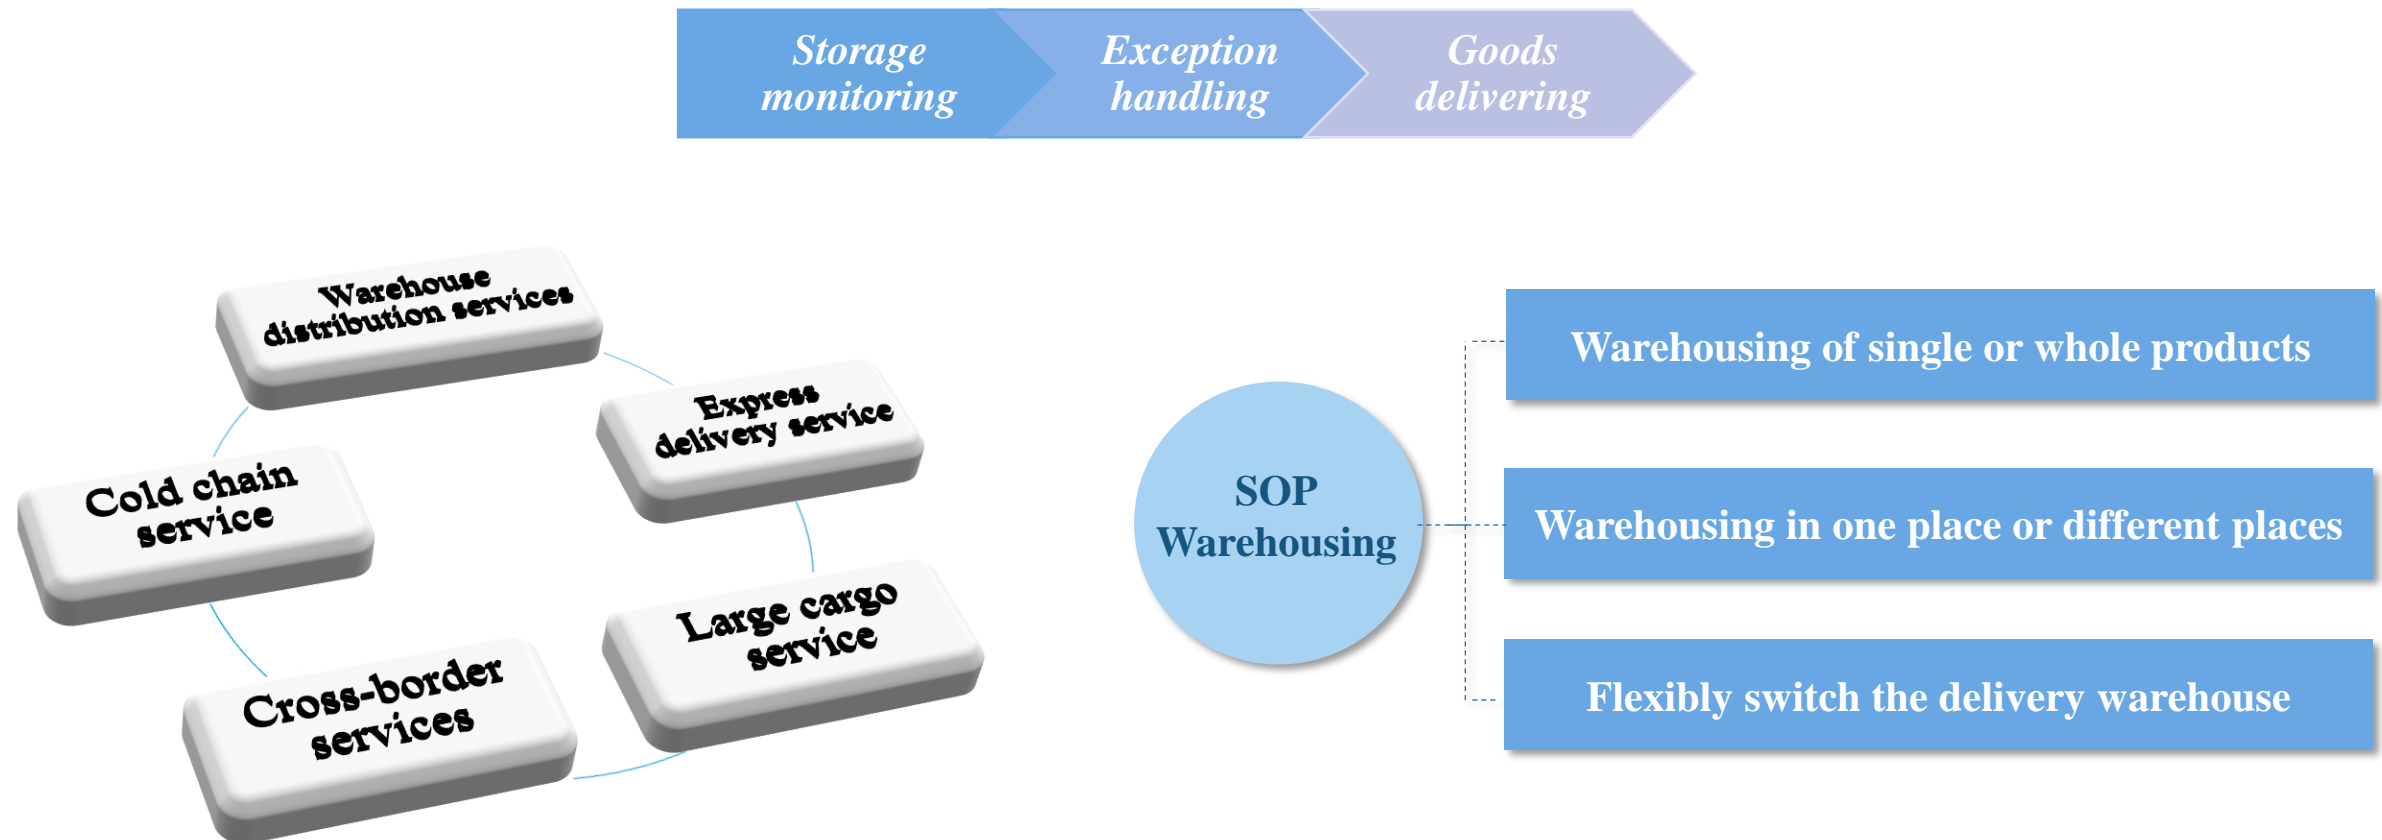 Storage
monitoring
Exception
handling
Goods
delivering
Warehouse
distribution services
Express
delivery service
Cold chain
service
Large cargo
service
Cross-border
services
SOP
Warehousing
Warehousing of single or whole products
Warehousing in one place or different places
Flexibly switch the delivery warehouse